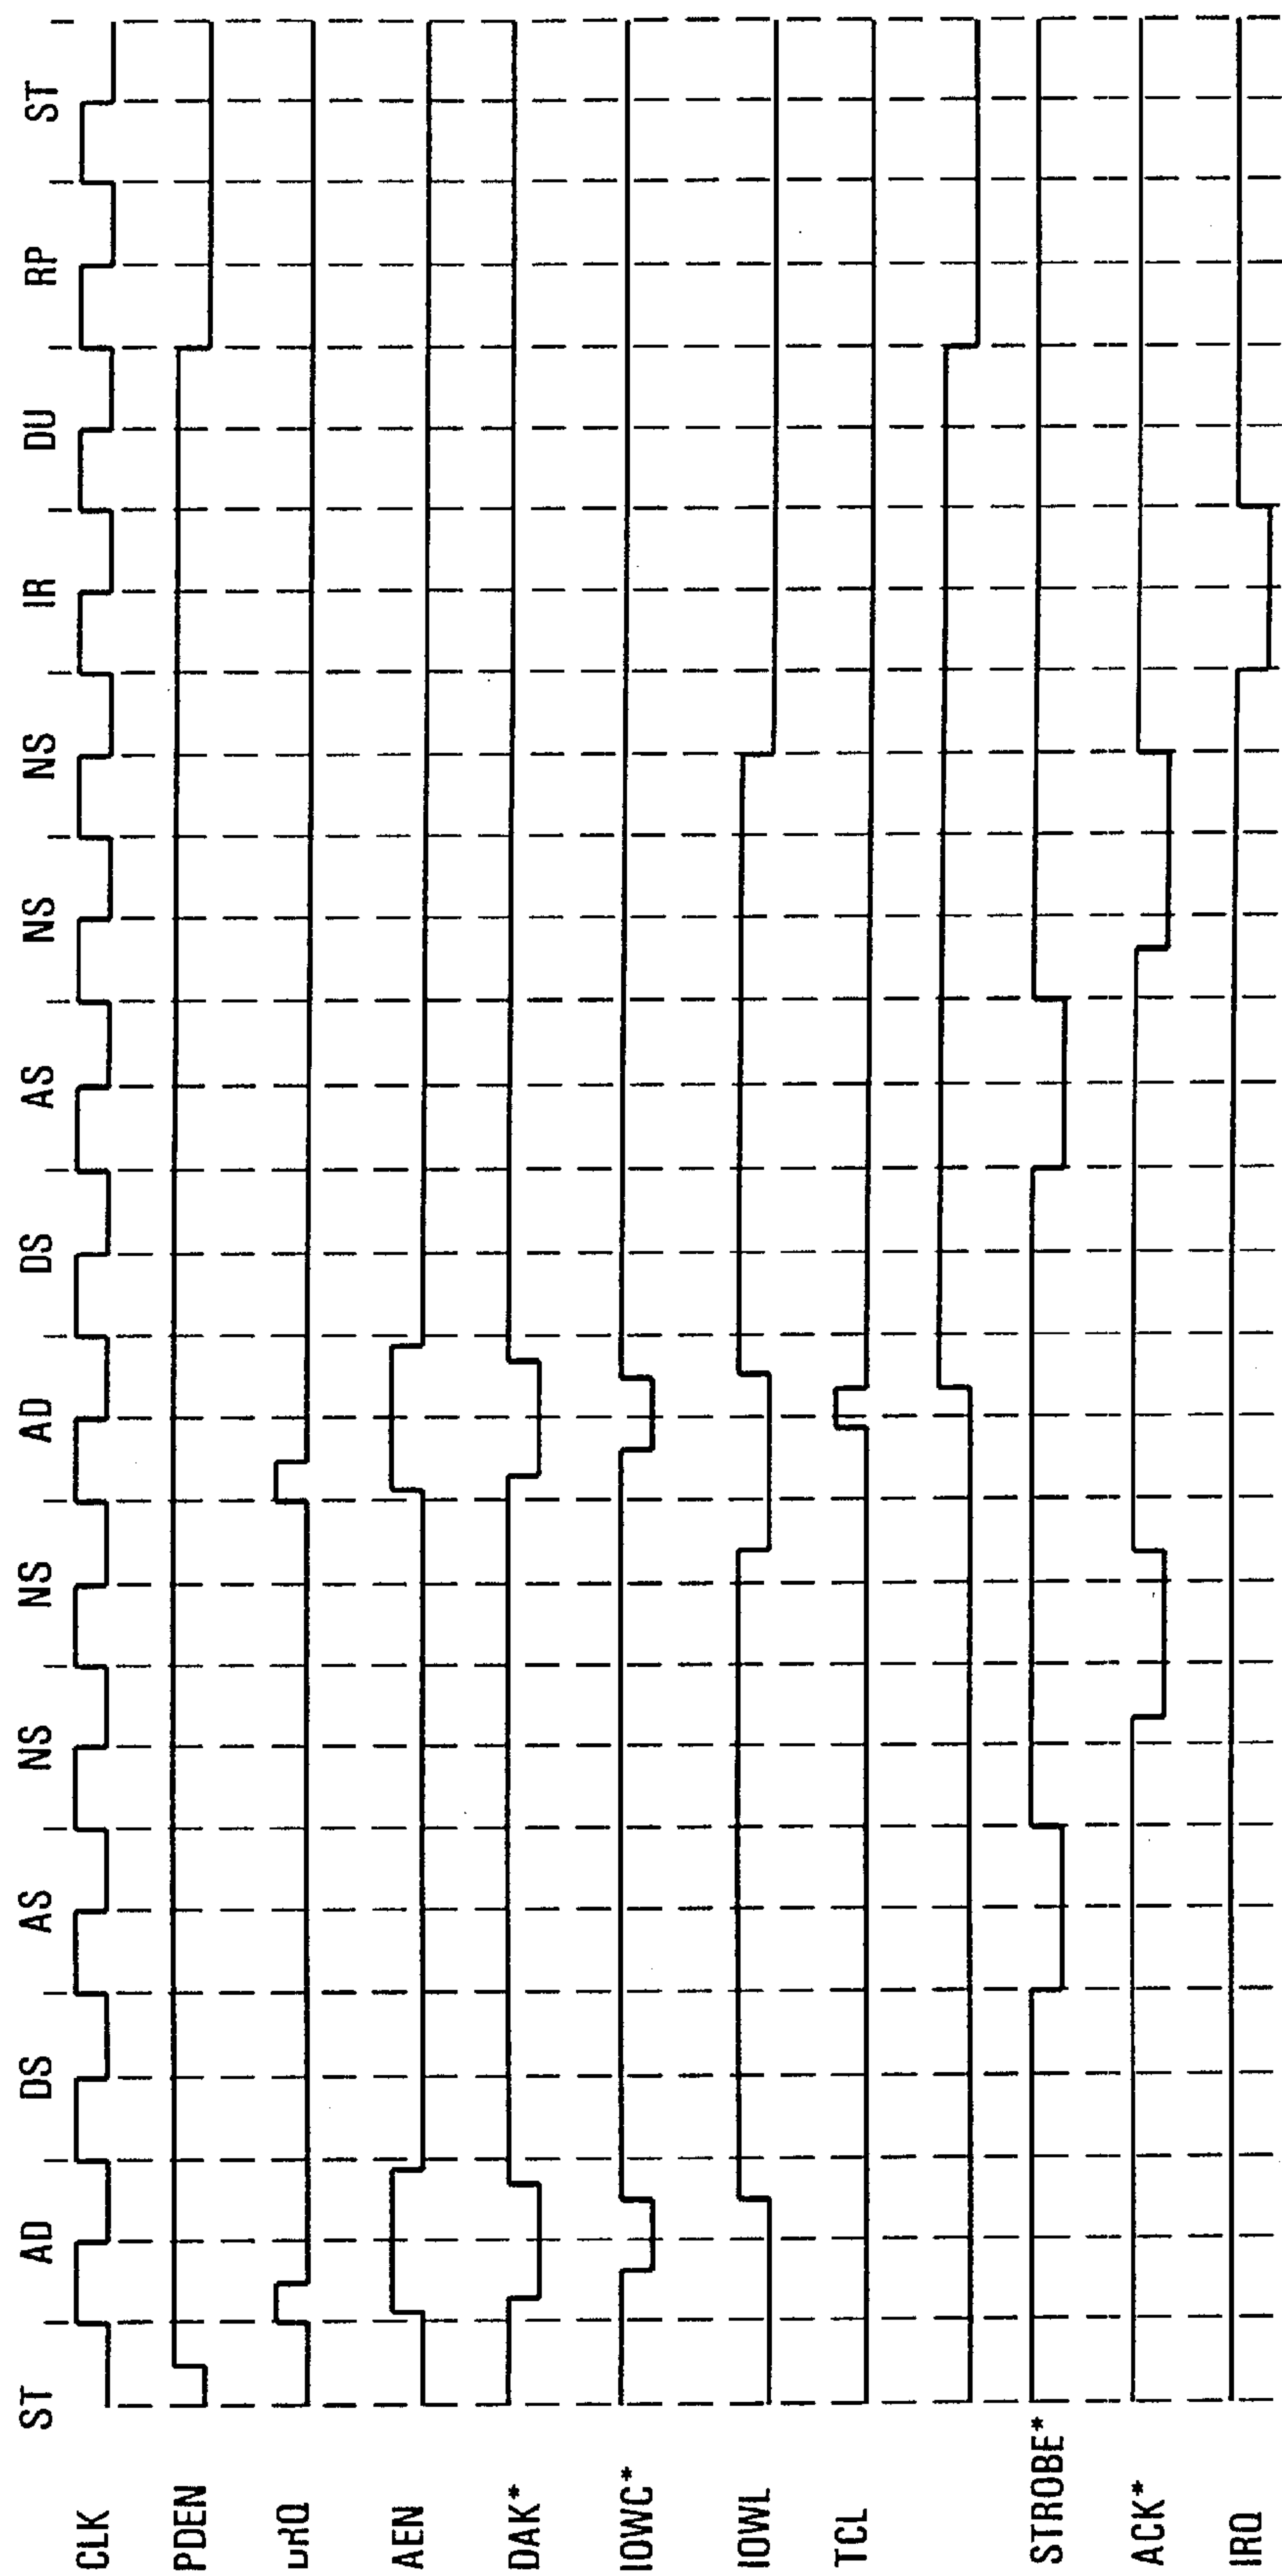 ST AD DS AS NS NS AD DS AS NS NS IR DU RP ST
CLK
PDEN
DRQ
AEN
DAK*
IOWC*
IOWL
TCL
STROBE*
ACK*
IRQ